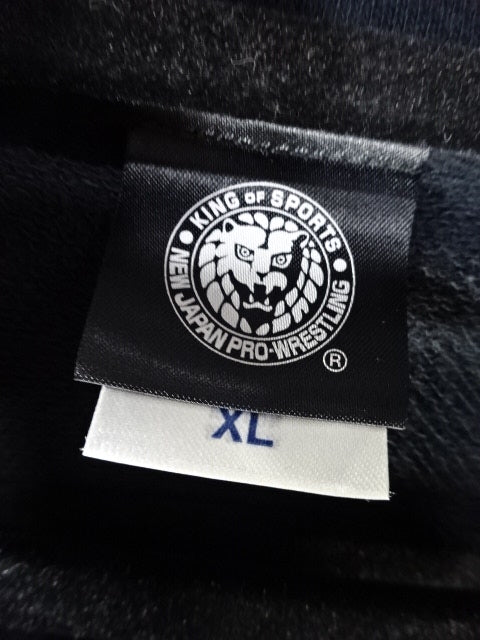 KING OF SPORTS
NEW JAPAN PRO-WRESTLING
®
XL